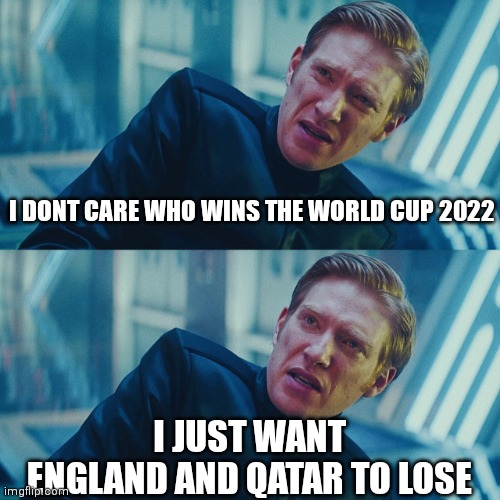 I DONT CARE WHO WINS THE WORLD CUP 2022
I JUST WANT
ENGLAND AND QATAR TO LOSE
imgflip.com